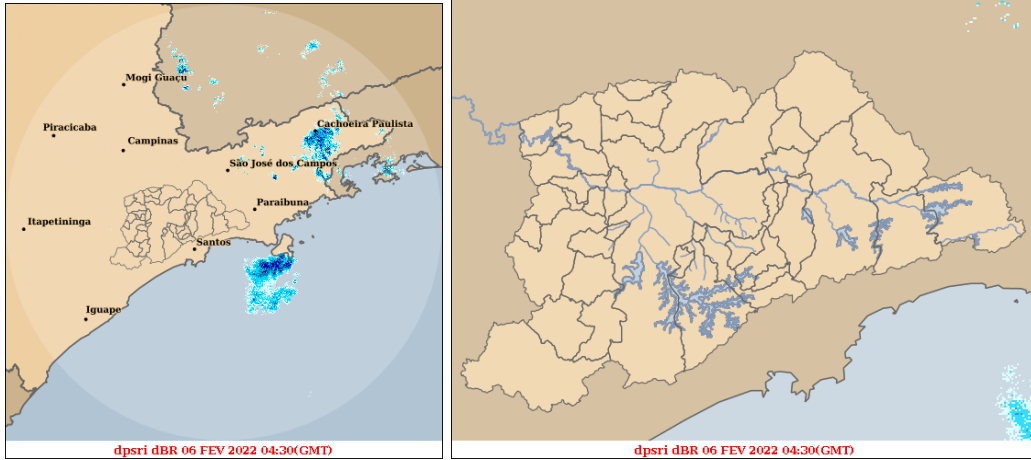 Mogi Guaçu
Cachoeira Paulista
Piracicaba
Campinas
São José dos Campos
Paraibuna
Itapetininga
Santos
Iguape
dpsri dBR 06 FEV 2022 04:30(GMT)
dpsri dBR 06 FEV 2022 04:30(GMT)